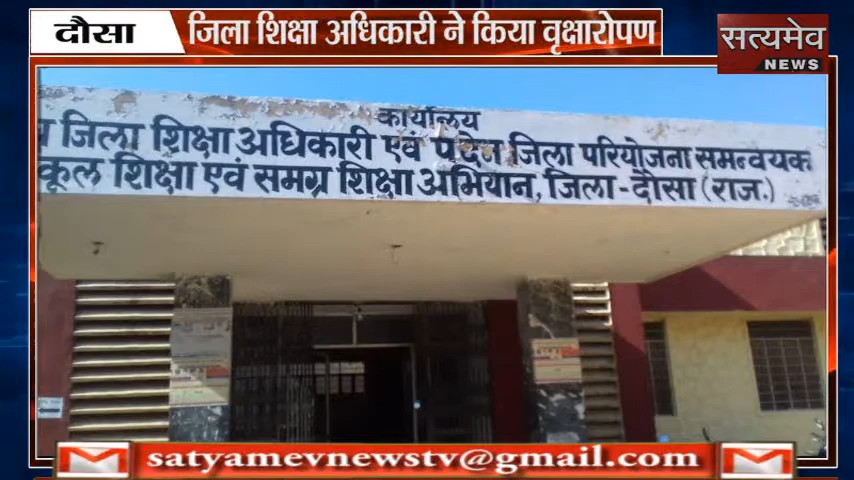 दौसा
जिला शिक्षा अधिकारी ने किया वृक्षारोपण
सत्यमेव
NEWS
कार्यालय
जिला शिक्षा अधिकारी एवं पदेन जिला परियोजना समन्वयक
कूल शिक्षा एवं समग्र शिक्षा अभियान, जिला-दौसा (राज.)
satyamevnewstv@gmail.com